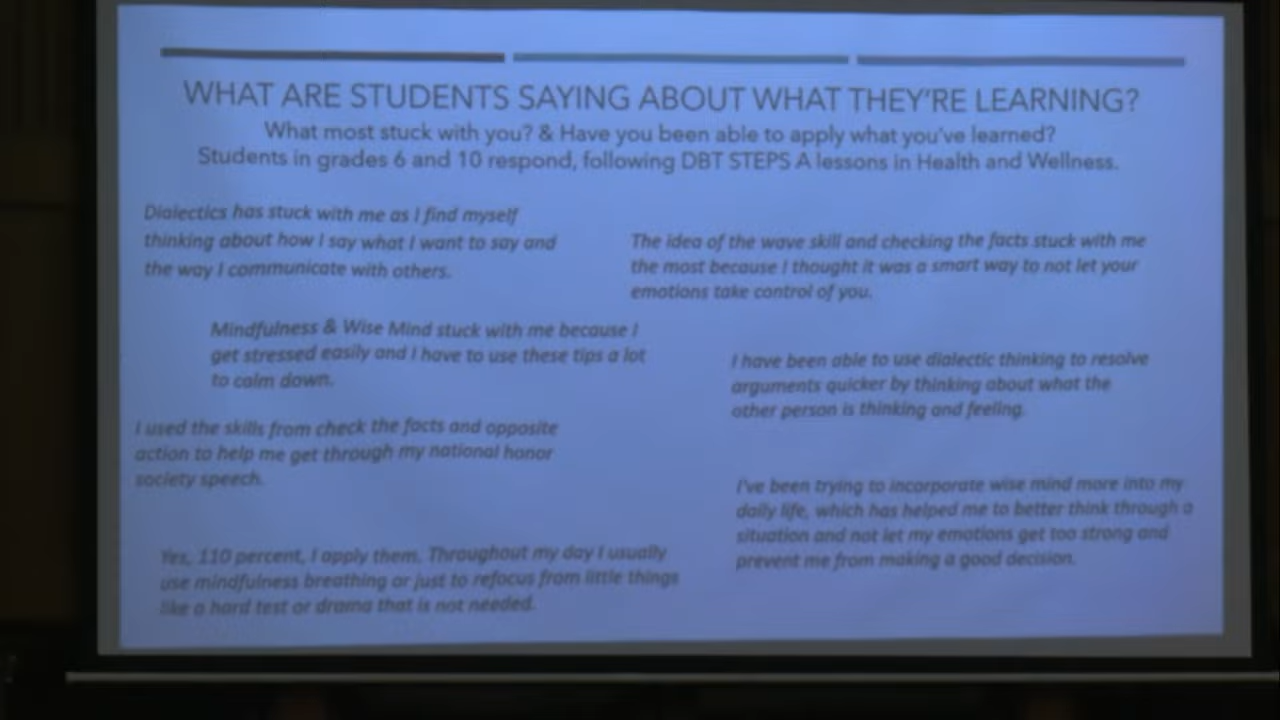 WHAT ARE STUDENTS SAYING ABOUT WHAT THEY'RE LEARNING?
What most stuck with you? & Have you been able to apply what you've learned?
Students in grades 6 and 10 respond, following DBT STEPS A lessons in Health and Wellness.
Dialectics has stuck with me as I find myself
thinking about how I say what I want to say and
the way I communicate with others.
The idea of the wave skill and checking the facts stuck with me
the most because I thought it was a smart way to not let your
emotions take control of you.
Mindfulness & Wise Mind stuck with me because I
get stressed easily and I have to use these tips a lot
to calm down.
I have been able to use dialectic thinking to resolve
arguments quicker by thinking about what the
other person is thinking and feeling.
I used the skills from check the facts and opposite
action to help me get through my national honor
society speech.
I've been trying to incorporate wise mind more into my
daily life, which has helped me to better think through a
situation and not let my emotions get too strong and
prevent me from making a good decision.
Yes, 110 percent, I apply them. Throughout my day I usually
use mindfulness breathing or just to refocus from little things
like a hard test or drama that is not needed.